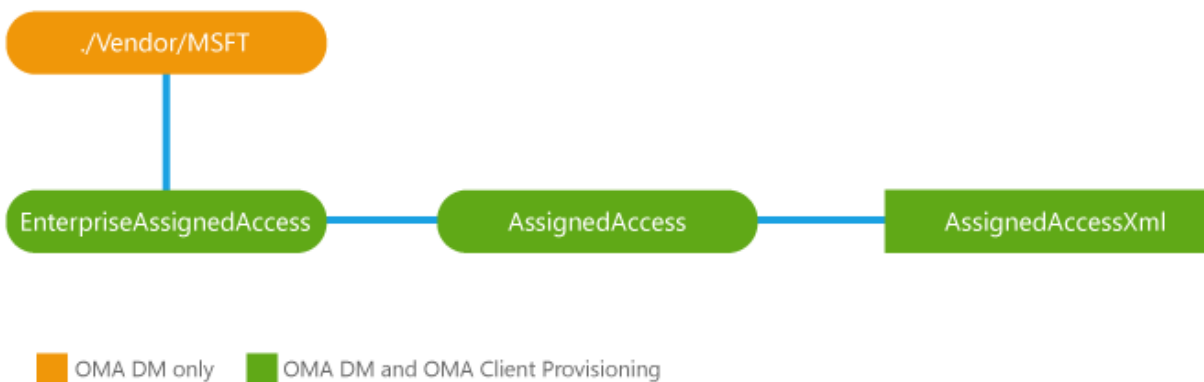 ./Vendor/MSFT
EnterpriseAssignedAccess
AssignedAccess
AssignedAccessXml
OMA DM only
OMA DM and OMA Client Provisioning